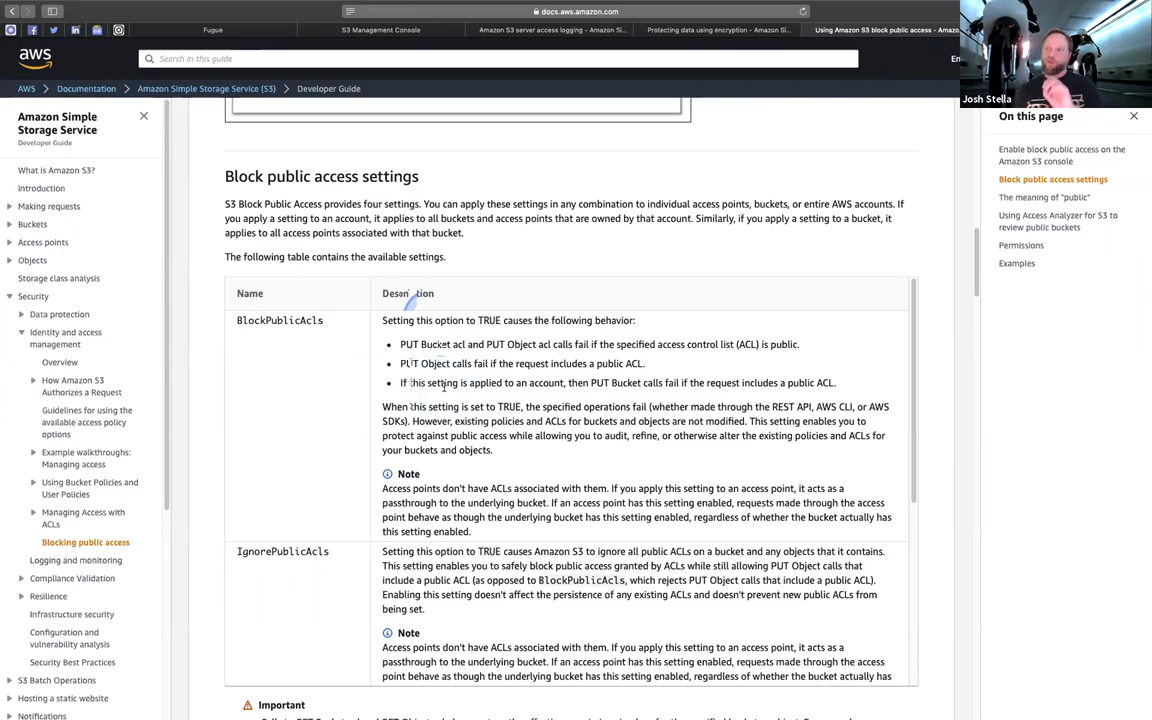 docs.aws.amazon.com
Fugue
S3 Management Console
Amazon S3 server access logging - Amazon Si...
Protecting data using encryption - Amazon Si...
Using Amazon S3 block public access - Amazon...
aws
Search in this guide
En
Josh Stella
AWS
Documentation
Amazon Simple Storage Service (S3)
Developer Guide
Amazon Simple
Storage Service
Developer Guide
What is Amazon S3?
Introduction
Making requests
Buckets
Access points
Objects
Storage class analysis
Security
Data protection
Identity and access
management
Overview
How Amazon S3
Authorizes a Request
Guidelines for using the
available access policy
options
Example walkthroughs:
Managing access
Using Bucket Policies and
User Policies
Managing Access with
ACLs
Blocking public access
Logging and monitoring
Compliance Validation
Resilience
Infrastructure security
Configuration and
vulnerability analysis
Security Best Practices
S3 Batch Operations
Hosting a static website
Notifications
Block public access settings
S3 Block Public Access provides four settings. You can apply these settings in any combination to individual access points, buckets, or entire AWS accounts. If
you apply a setting to an account, it applies to all buckets and access points that are owned by that account. Similarly, if you apply a setting to a bucket, it
applies to all access points associated with that bucket.
The following table contains the available settings.
Name
Description
BlockPublicAcls
Setting this option to TRUE causes the following behavior:
• PUT Bucket acl and PUT Object acl calls fail if the specified access control list (ACL) is public.
• PUT Object calls fail if the request includes a public ACL.
• If this setting is applied to an account, then PUT Bucket calls fail if the request includes a public ACL.
When this setting is set to TRUE, the specified operations fail (whether made through the REST API, AWS CLI, or AWS
SDKs). However, existing policies and ACLs for buckets and objects are not modified. This setting enables you to
protect against public access while allowing you to audit, refine, or otherwise alter the existing policies and ACLs for
your buckets and objects.
Note
Access points don't have ACLs associated with them. If you apply this setting to an access point, it acts as a
passthrough to the underlying bucket. If an access point has this setting enabled, requests made through the access
point behave as though the underlying bucket has this setting enabled, regardless of whether the bucket actually has
this setting enabled.
IgnorePublicAcls
Setting this option to TRUE causes Amazon S3 to ignore all public ACLs on a bucket and any objects that it contains.
This setting enables you to safely block public access granted by ACLs while still allowing PUT Object calls that
include a public ACL (as opposed to BlockPublicAcls, which rejects PUT Object calls that include a public ACL).
Enabling this setting doesn't affect the persistence of any existing ACLs and doesn't prevent new public ACLs from
being set.
Note
Access points don't have ACLs associated with them. If you apply this setting to an access point, it acts as a
passthrough to the underlying bucket. If an access point has this setting enabled, requests made through the access
point behave as though the underlying bucket has this setting enabled, regardless of whether the bucket actually has
Important
On this page
Enable block public access on the
Amazon S3 console
Block public access settings
The meaning of "public"
Using Access Analyzer for S3 to
review public buckets
Permissions
Examples